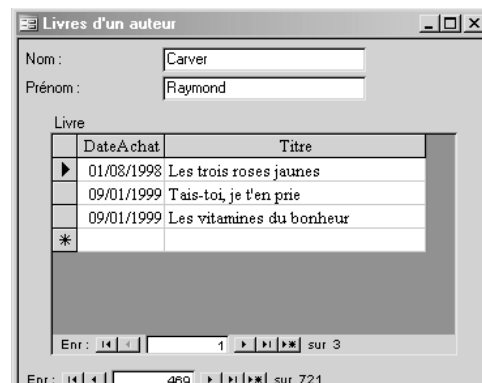 Livres d'un auteur
Nom : Carver
Prénom : Raymond
Livre
DateAchat Titre
01/08/1998 Les trois roses jaunes
09/01/1999 Tais-toi, je t'en prie
09/01/1999 Les vitamines du bonheur
Enr : 1 sur 3
Enr : 469 sur 721